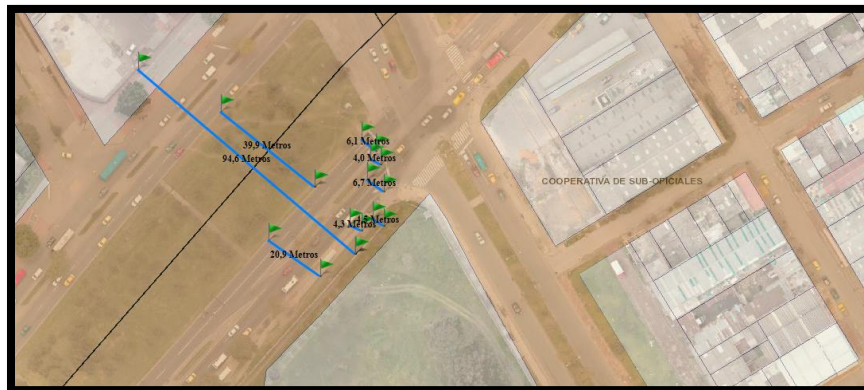 6,1 Metros
39,9 Metros
94,6 Metros
4,0 Metros
COOPERATIVA DE SUB-OFICIALES
6,7 Metros
4,3 Metros
20,9 Metros